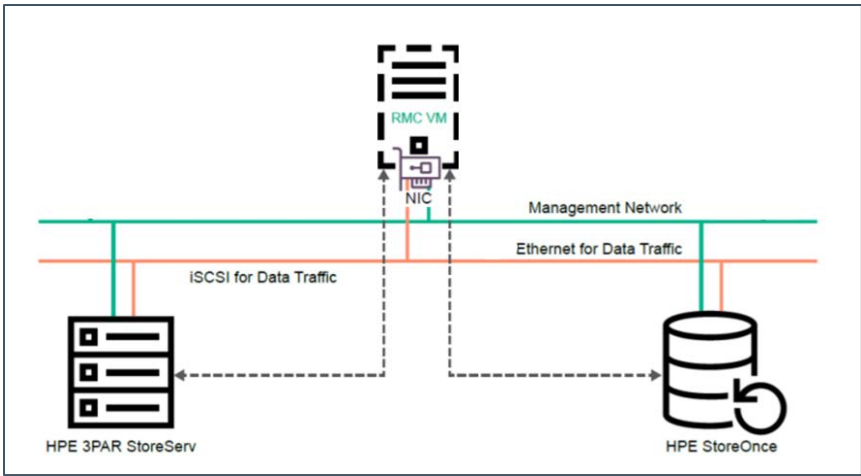 RMC VM
NIC
Management Network
Ethernet for Data Traffic
iSCSI for Data Traffic
HPE 3PAR StoreServ
HPE StoreOnce